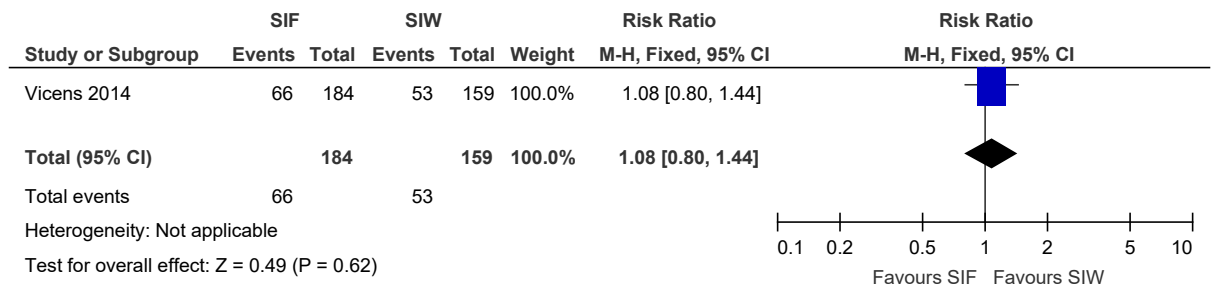 SIF SIW Risk Ratio Risk Ratio
Study or Subgroup Events Total Events Total Weight M-H, Fixed, 95% CI M-H, Fixed, 95% CI
Vicens 2014 66 184 53 159 100.0% 1.08 [0.80, 1.44]
Total (95% CI) 184 159 100.0% 1.08 [0.80, 1.44]
Total events 66 53
Heterogeneity: Not applicable
Test for overall effect: Z = 0.49 (P = 0.62)
0.1 0.2 0.5 1 2 5 10
Favours SIF Favours SIW